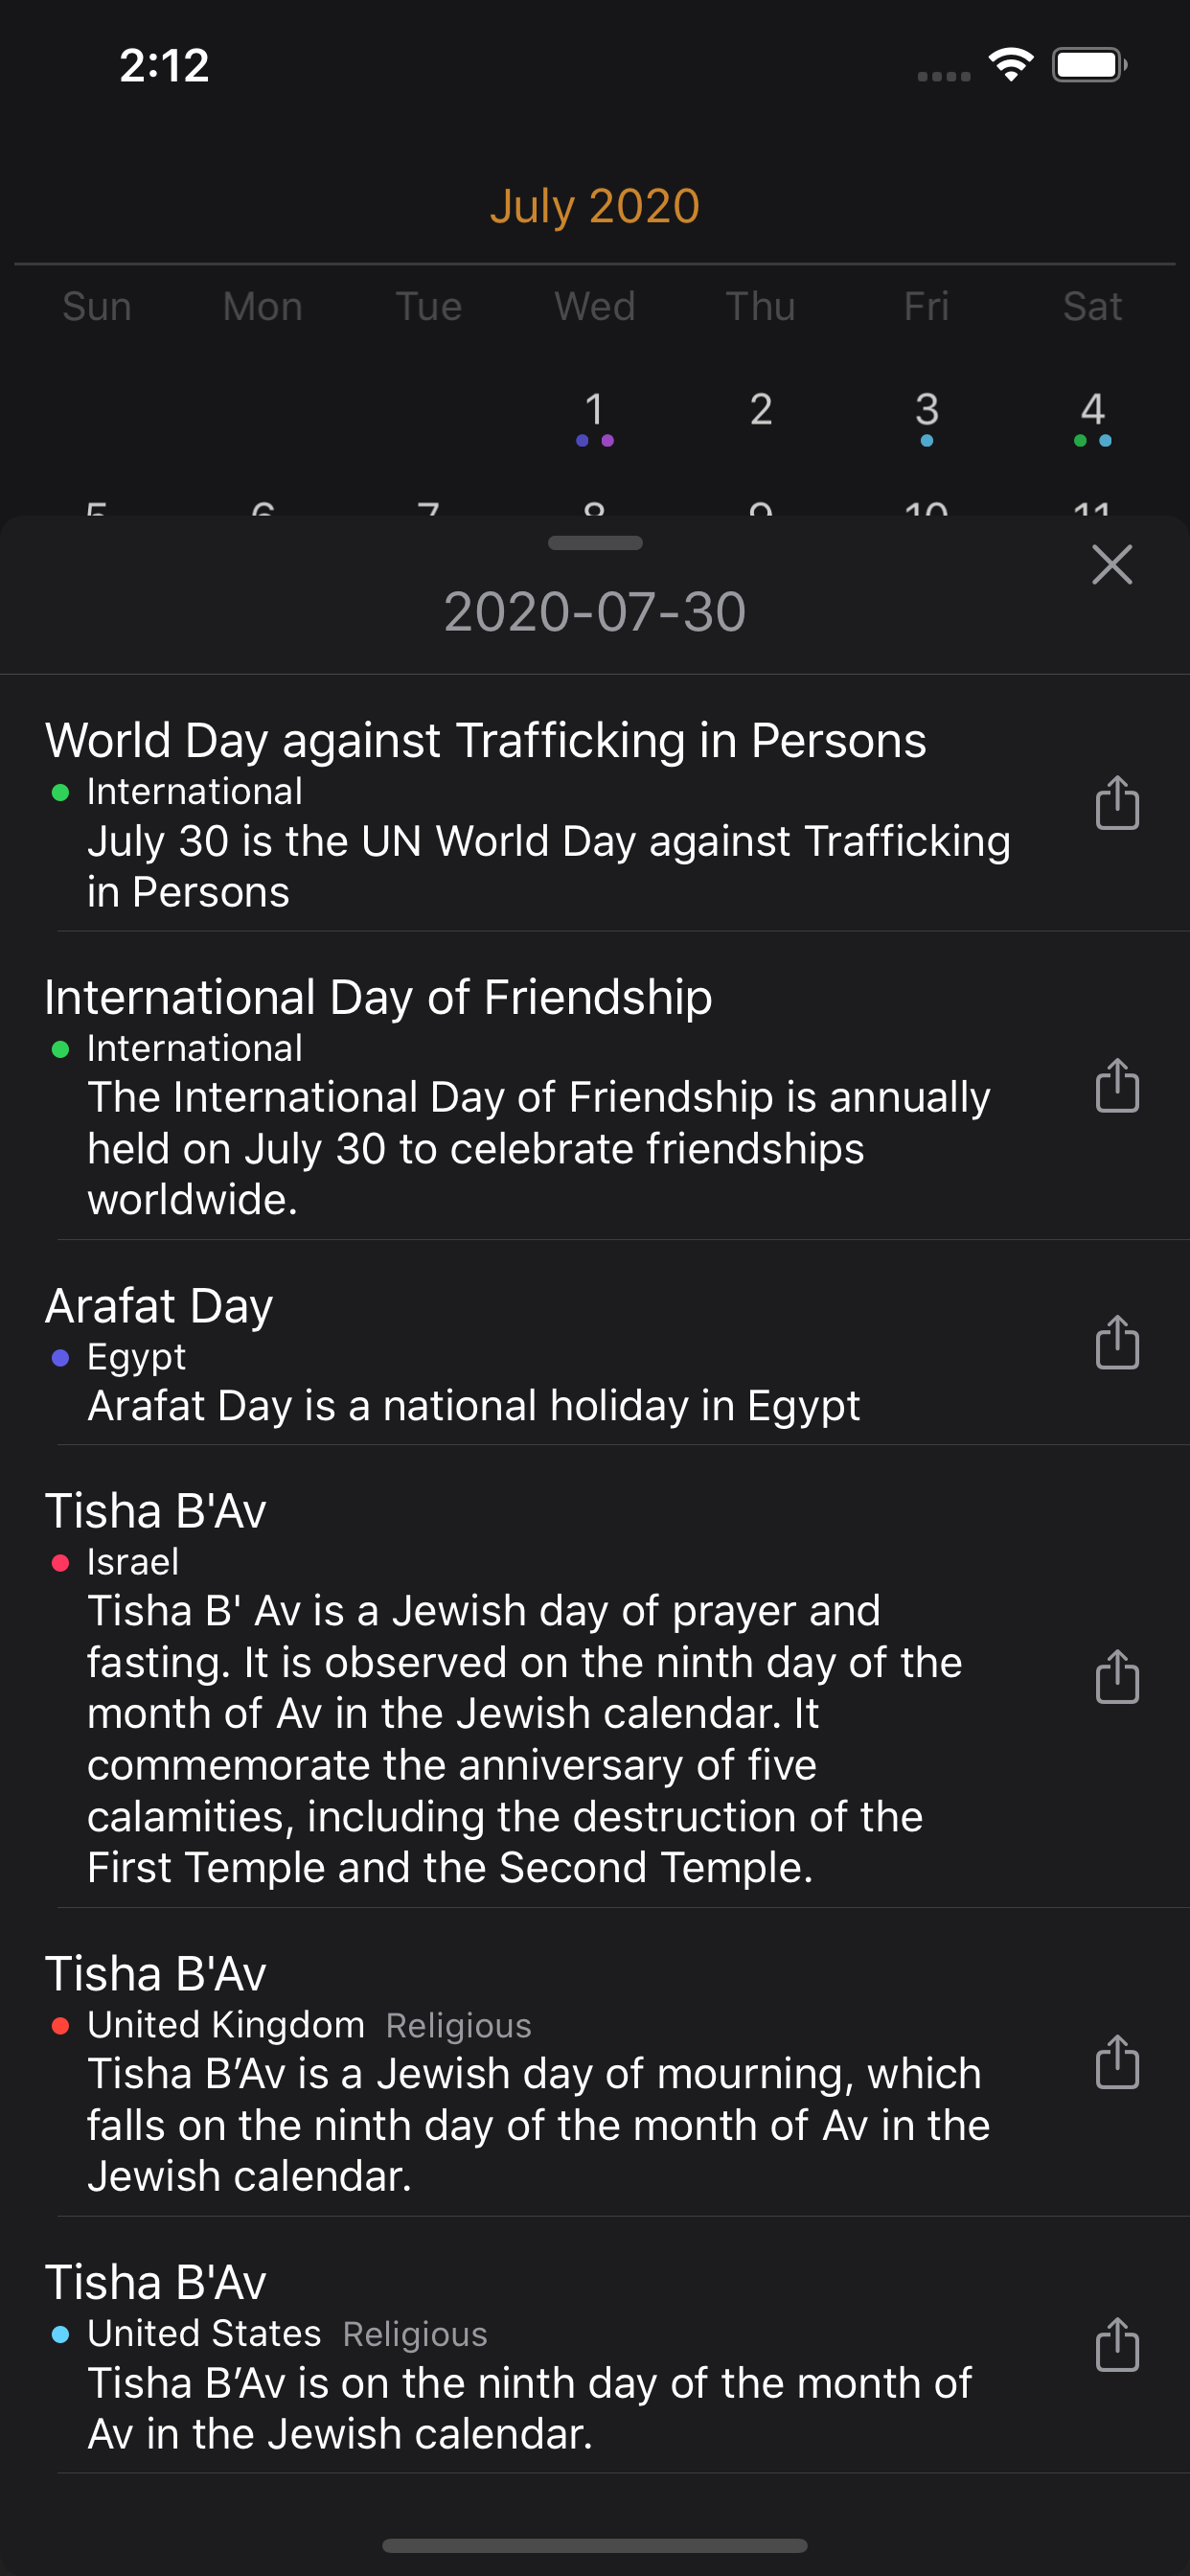 2:12
July 2020
Sun Mon Tue Wed Thu Fri Sat
1 2 3 4
5 6 7 8 9 10 11
2020-07-30
World Day against Trafficking in Persons
International
July 30 is the UN World Day against Trafficking
in Persons
International Day of Friendship
International
The International Day of Friendship is annually
held on July 30 to celebrate friendships
worldwide.
Arafat Day
Egypt
Arafat Day is a national holiday in Egypt
Tisha B'Av
Israel
Tisha B' Av is a Jewish day of prayer and
fasting. It is observed on the ninth day of the
month of Av in the Jewish calendar. It
commemorate the anniversary of five
calamities, including the destruction of the
First Temple and the Second Temple.
Tisha B'Av
United Kingdom Religious
Tisha B’Av is a Jewish day of mourning, which
falls on the ninth day of the month of Av in the
Jewish calendar.
Tisha B'Av
United States Religious
Tisha B’Av is on the ninth day of the month of
Av in the Jewish calendar.